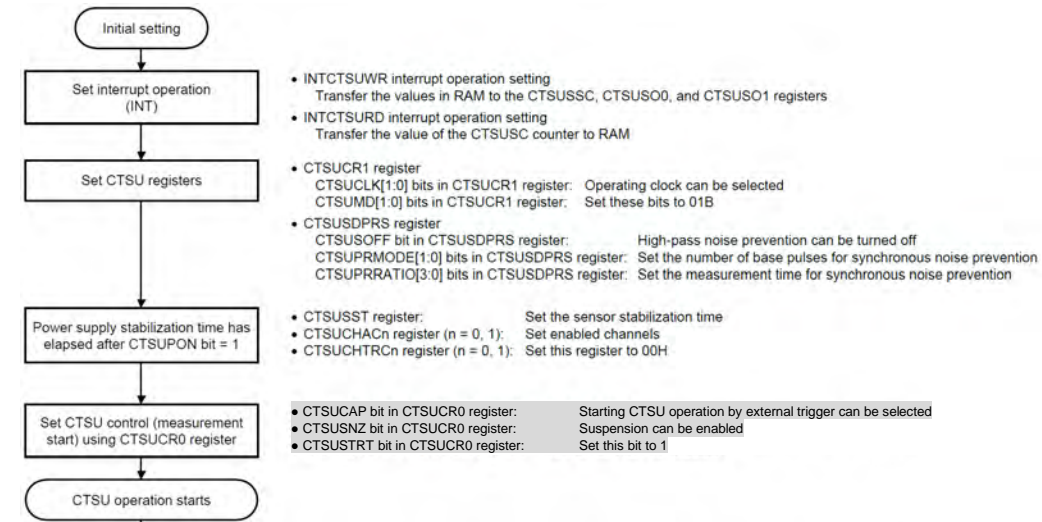 Initial setting
Set interrupt operation
(INT)
• INTCTSUWR interrupt operation setting
Transfer the values in RAM to the CTSUSSC, CTSUSO0, and CTSUSO1 registers
• INTCTSURD interrupt operation setting
Transfer the value of the CTSUSC counter to RAM
Set CTSU registers
• CTSUCR1 register
CTSUCLK[1:0] bits in CTSUCR1 register: Operating clock can be selected
CTSUMD[1:0] bits in CTSUCR1 register: Set these bits to 01B
• CTSUSDPRS register
CTSUSOFF bit in CTSUSDPRS register: High-pass noise prevention can be turned off
CTSUPRMODE[1:0] bits in CTSUSDPRS register: Set the number of base pulses for synchronous noise prevention
CTSUPRRATIO[3:0] bits in CTSUSDPRS register: Set the measurement time for synchronous noise prevention
Power supply stabilization time has
elapsed after CTSUPON bit = 1
• CTSUSST register: Set the sensor stabilization time
• CTSUCHACn register (n = 0, 1): Set enabled channels
• CTSUCHTRCn register (n = 0, 1): Set this register to 00H
Set CTSU control (measurement
start) using CTSUCR0 register
● CTSUCAP bit in CTSUCR0 register: Starting CTSU operation by external trigger can be selected
● CTSUSNZ bit in CTSUCR0 register: Suspension can be enabled
● CTSUSTRT bit in CTSUCR0 register: Set this bit to 1
CTSU operation starts